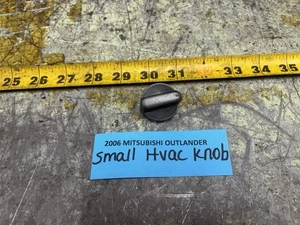 25 26 27 28 29 30 31 33 34 35
2006 MITSUBISHI OUTLANDER
small Hvac Knob